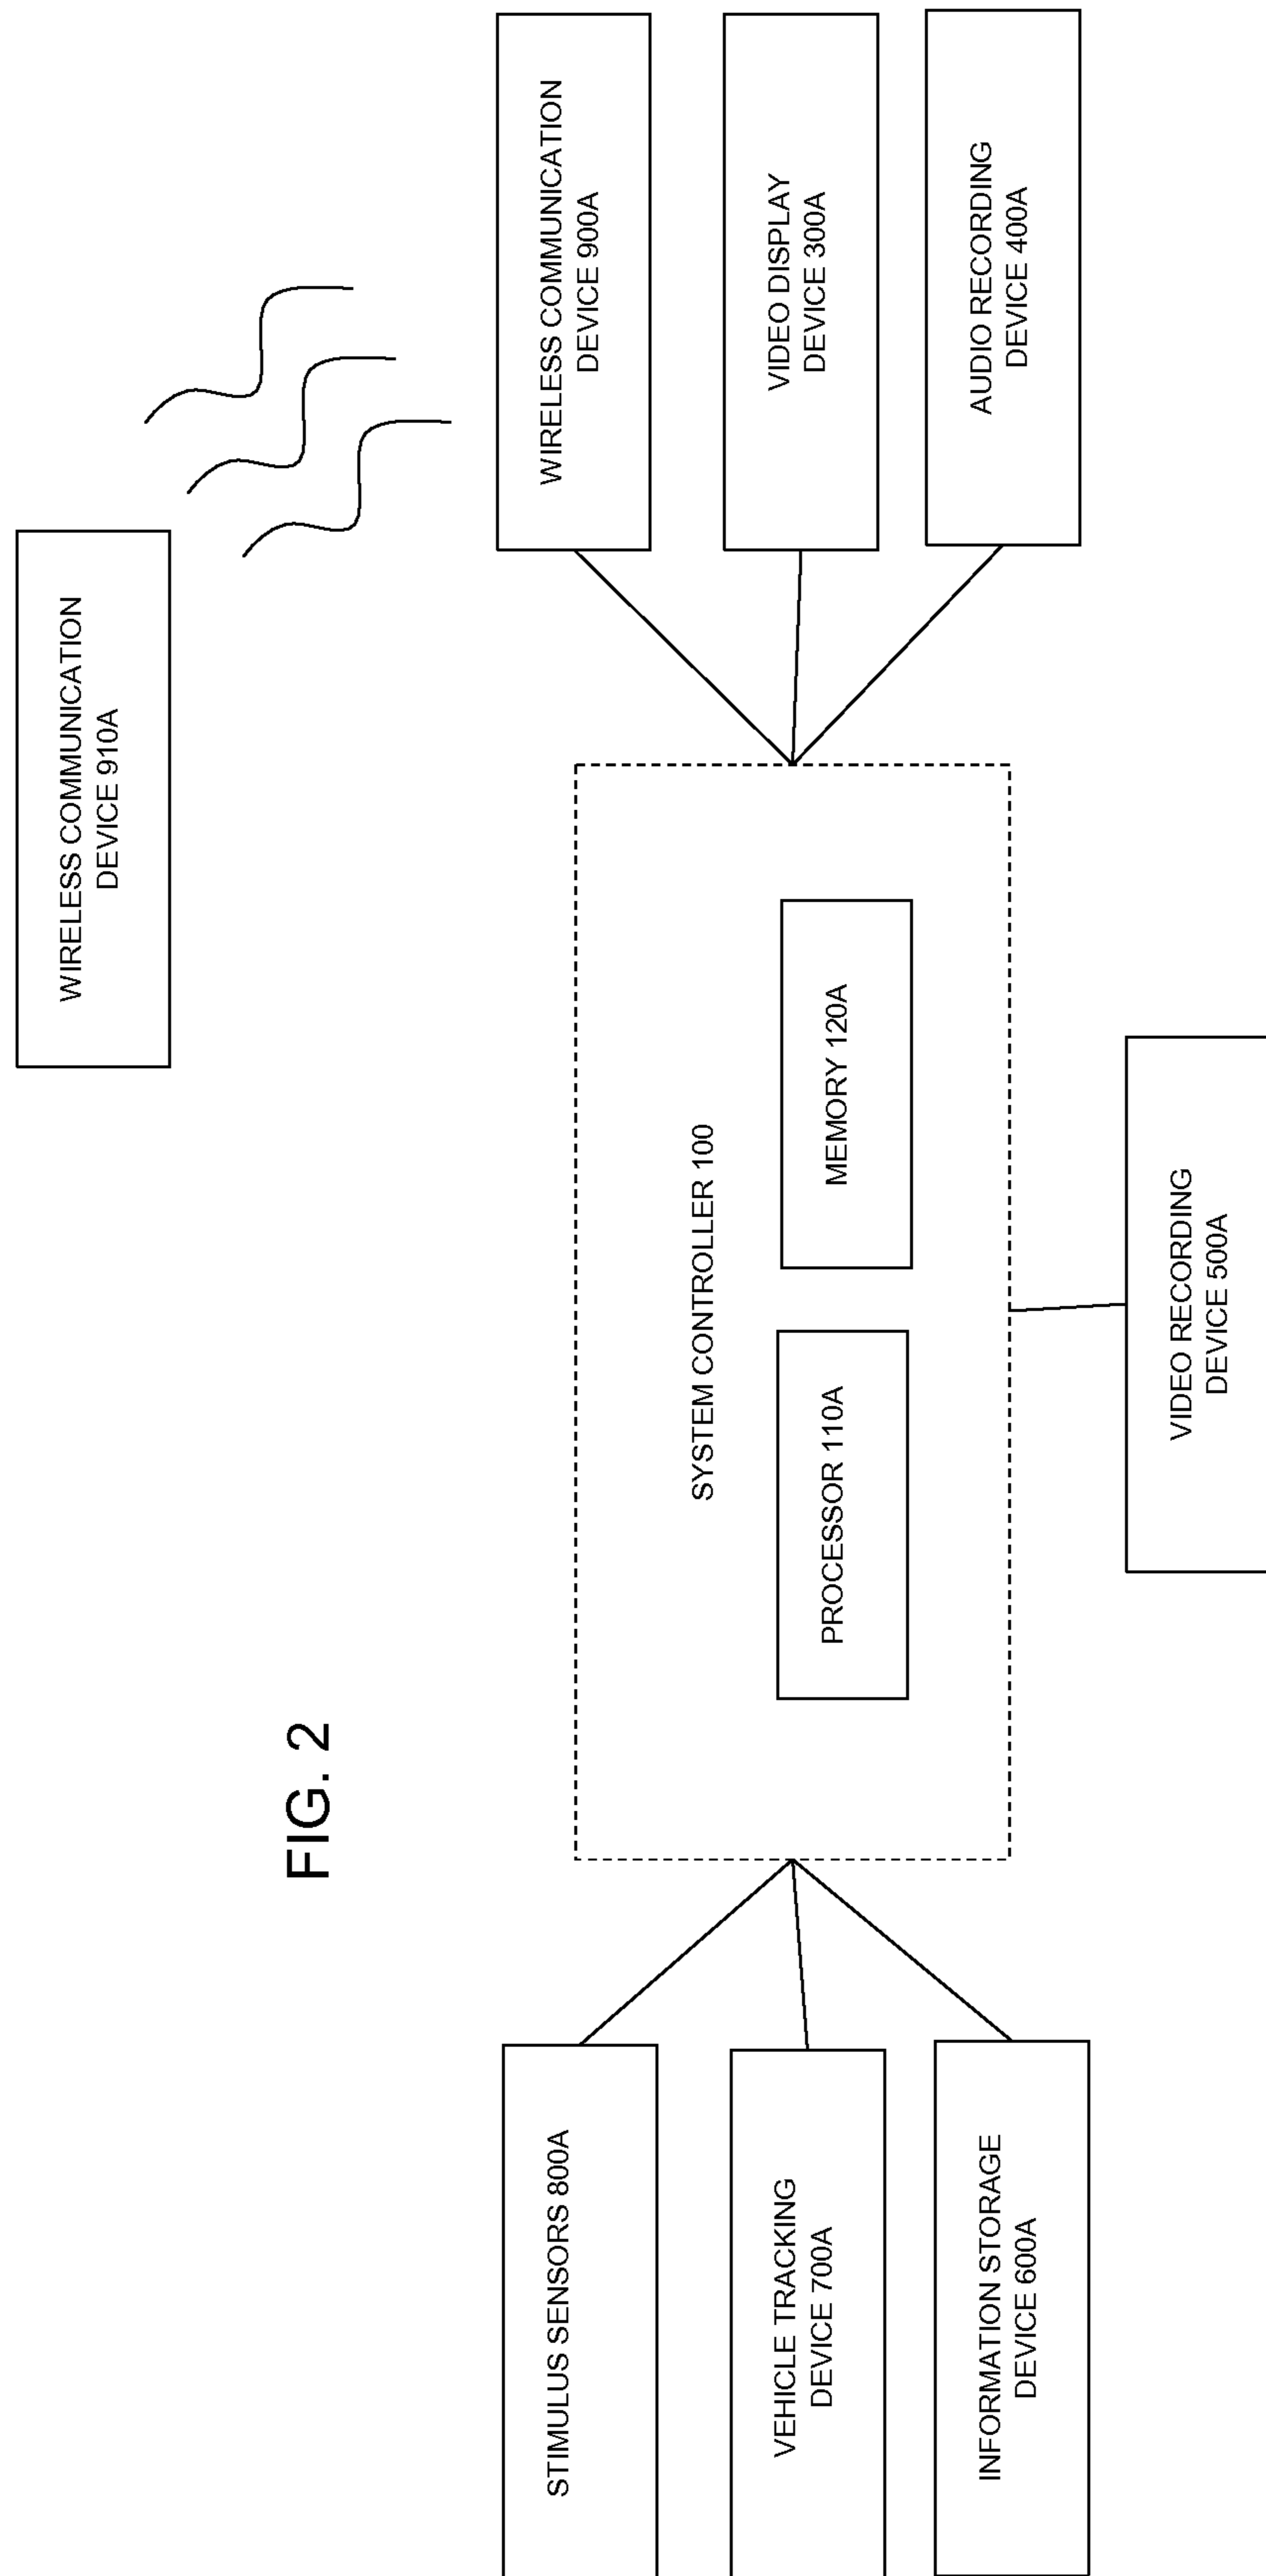 FIG. 2
WIRELESS COMMUNICATION
DEVICE 910A
STIMULUS SENSORS 800A
VEHICLE TRACKING
DEVICE 700A
INFORMATION STORAGE
DEVICE 600A
SYSTEM CONTROLLER 100
PROCESSOR 110A
MEMORY 120A
WIRELESS COMMUNICATION
DEVICE 900A
VIDEO DISPLAY
DEVICE 300A
AUDIO RECORDING
DEVICE 400A
VIDEO RECORDING
DEVICE 500A